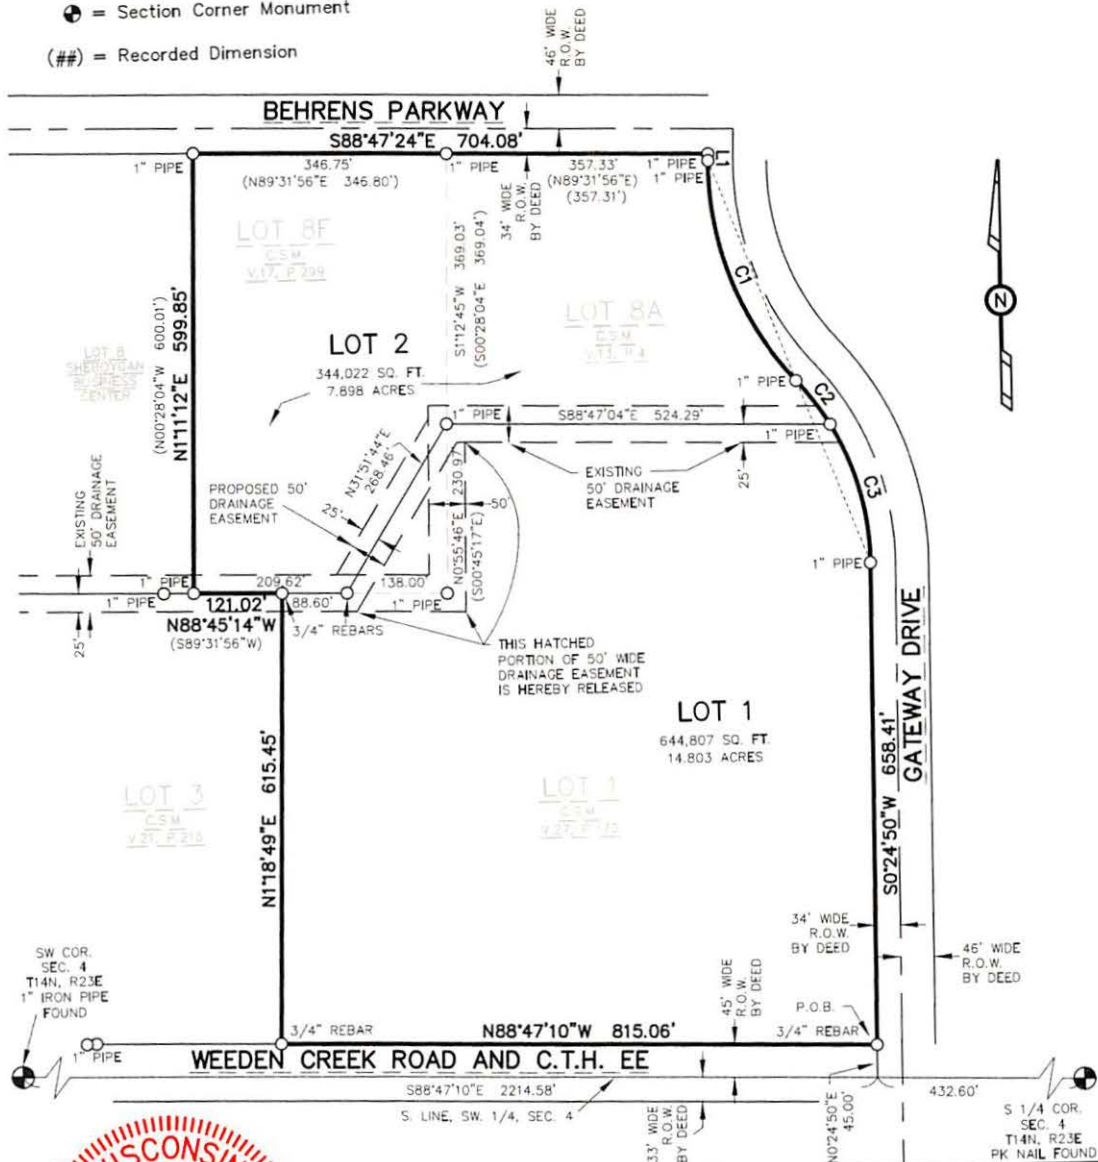 = Section Corner Monument
(##) = Recorded Dimension
46' WIDE
R.O.W.
BY DEED
BEHRENS PARKWAY
S88°47'24"E 704.08'
1" PIPE
346.75'
(N89°31'56"E 346.80')
1" PIPE
357.33'
(N89°31'56"E)
(357.31')
1" PIPE
1" PIPE
L1
34' WIDE
R.O.W.
BY DEED
LOT 8F
C.S.M.
V.17, P.299
S1°12'45"W 369.03'
(S00°28'04"E 369.04')
LOT 8A
C.S.M.
V.13, P.4
C1
N
(N00°28'04"W 600.01')
N1°11'12"E 599.85'
LOT 8
SHEBOYGAN
BUSINESS
CENTER
LOT 2
344,022 SQ. FT.
7.898 ACRES
1" PIPE
C2
1" PIPE
S88°47'04"E 524.29'
1" PIPE
N31°51'44"E
268.46'
EXISTING
50' DRAINAGE
EASEMENT
25'
C3
PROPOSED 50'
DRAINAGE
EASEMENT
25'
50'
N0°55'46"E 230.97'
(S00°45'17"E)
EXISTING
50' DRAINAGE
EASEMENT
1" PIPE
1" PIPE
209.62'
138.00
1" PIPE
121.02'
88.60'
1" PIPE
N88°45'14"W
(S89°31'56"W)
3/4" REBARS
25'
THIS HATCHED
PORTION OF 50' WIDE
DRAINAGE EASEMENT
IS HEREBY RELEASED
LOT 1
644,807 SQ. FT.
14.803 ACRES
GATEWAY DRIVE
S0°24'50"W 658.41'
N1°18'49"E 615.45'
LOT 3
C.S.M.
V.21, P.216
LOT 1
C.S.M.
34' WIDE
R.O.W.
BY DEED
46' WIDE
R.O.W.
BY DEED
SW COR.
SEC. 4
T14N, R23E
1" IRON PIPE
FOUND
45' WIDE
R.O.W.
BY DEED
P.O.B.
3/4" REBAR
N88°47'10"W 815.06'
3/4" REBAR
1" PIPE
WEEDEN CREEK ROAD AND C.T.H. EE
S88°47'10"E 2214.58'
432.60'
S. LINE, SW. 1/4, SEC. 4
33' WIDE
R.O.W.
BY DEED
N0°24'50"E
45.00'
S 1/4 COR.
SEC. 4
T14N, R23E
PK NAIL FOUND
WISCONSIN